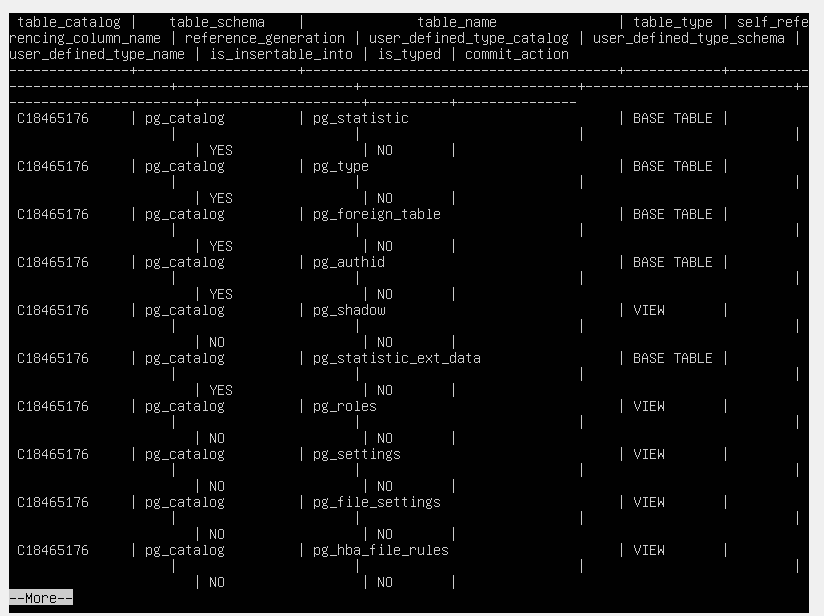 table_catalog |    table_schema    |              table_name               | table_type | self_refe
rencing_column_name | reference_generation | user_defined_type_catalog | user_defined_type_schema |
user_defined_type_name | is_insertable_into | is_typed | commit_action
---------------+--------------------+---------------------------------------+------------+----------
--------------------+----------------------+---------------------------+--------------------------+-
-----------------------+--------------------+----------+---------------
 C18465176     | pg_catalog         | pg_statistic                          | BASE TABLE |
                    |                      |                           |                          |
                       | YES                | NO       |
 C18465176     | pg_catalog         | pg_type                               | BASE TABLE |
                    |                      |                           |                          |
                       | YES                | NO       |
 C18465176     | pg_catalog         | pg_foreign_table                      | BASE TABLE |
                    |                      |                           |                          |
                       | YES                | NO       |
 C18465176     | pg_catalog         | pg_authid                             | BASE TABLE |
                    |                      |                           |                          |
                       | YES                | NO       |
 C18465176     | pg_catalog         | pg_shadow                             | VIEW       |
                    |                      |                           |                          |
                       | NO                 | NO       |
 C18465176     | pg_catalog         | pg_statistic_ext_data                 | BASE TABLE |
                    |                      |                           |                          |
                       | YES                | NO       |
 C18465176     | pg_catalog         | pg_roles                              | VIEW       |
                    |                      |                           |                          |
                       | NO                 | NO       |
 C18465176     | pg_catalog         | pg_settings                           | VIEW       |
                    |                      |                           |                          |
                       | NO                 | NO       |
 C18465176     | pg_catalog         | pg_file_settings                      | VIEW       |
                    |                      |                           |                          |
                       | NO                 | NO       |
 C18465176     | pg_catalog         | pg_hba_file_rules                     | VIEW       |
                    |                      |                           |                          |
                       | NO                 | NO       |
--More--